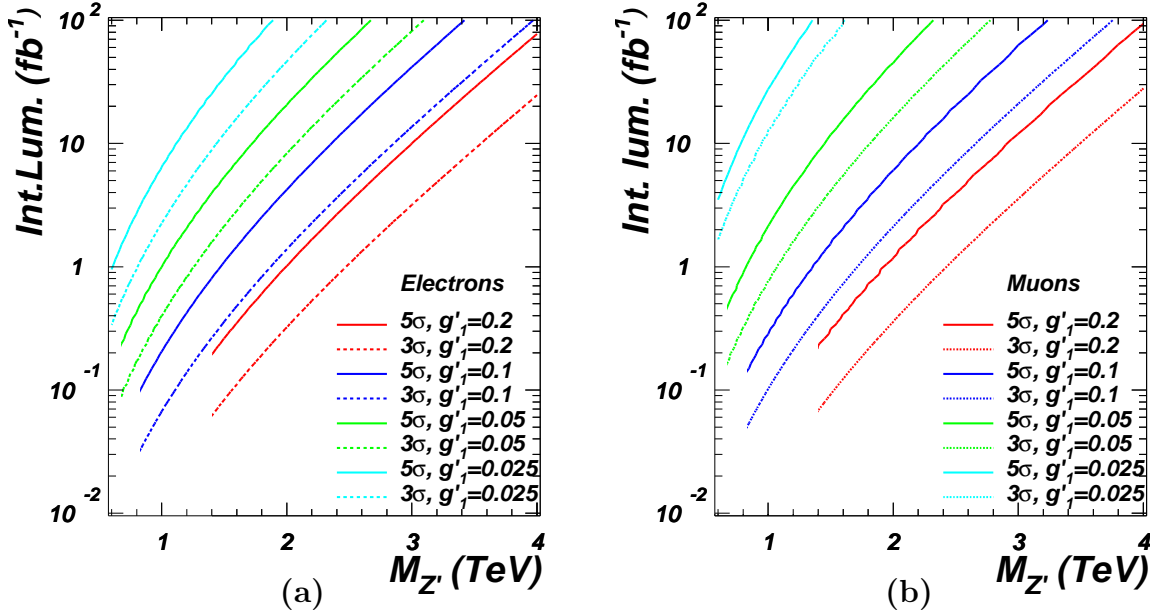 Int.Lum. (fb⁻¹)
10²
10
1
10⁻¹
10⁻²
Electrons
5σ, g'₁=0.2
3σ, g'₁=0.2
5σ, g'₁=0.1
3σ, g'₁=0.1
5σ, g'₁=0.05
3σ, g'₁=0.05
5σ, g'₁=0.025
3σ, g'₁=0.025
1 2 3 4
M_Z' (TeV)
(a)
Int. lum. (fb⁻¹)
10²
10
1
10⁻¹
10⁻²
Muons
5σ, g'₁=0.2
3σ, g'₁=0.2
5σ, g'₁=0.1
3σ, g'₁=0.1
5σ, g'₁=0.05
3σ, g'₁=0.05
5σ, g'₁=0.025
3σ, g'₁=0.025
1 2 3 4
M_Z' (TeV)
(b)